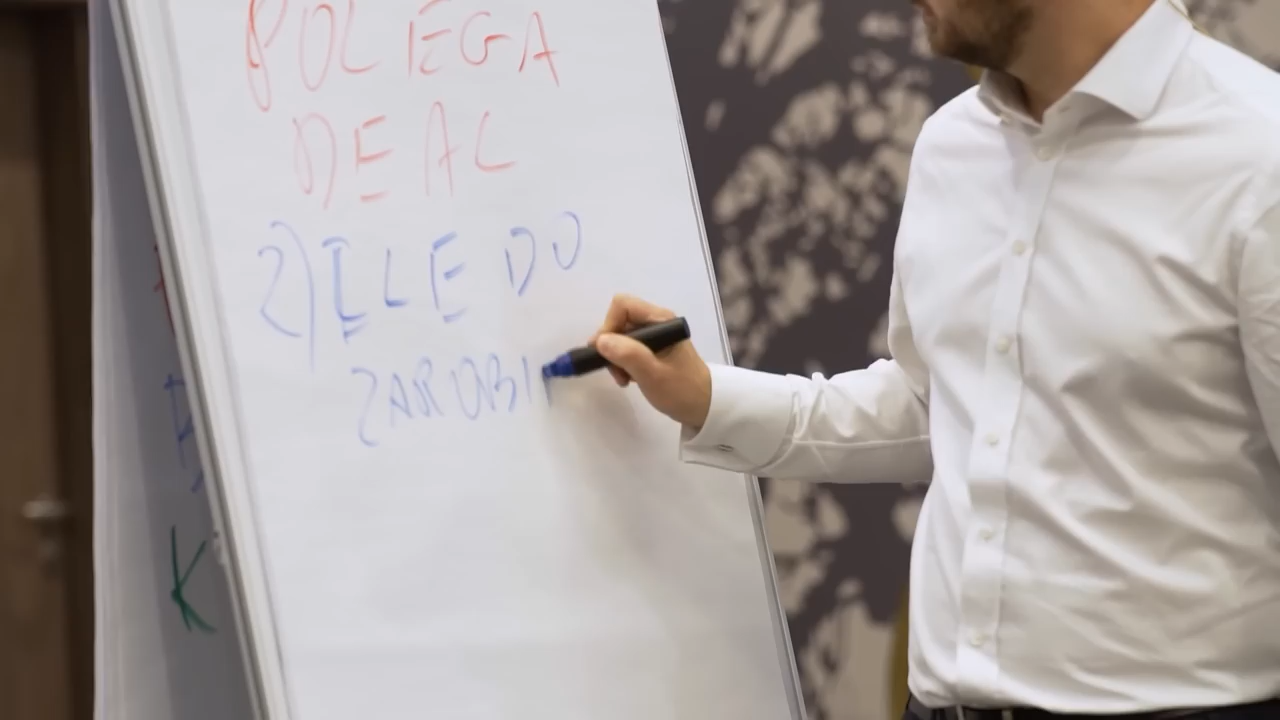 POLEGA
DEAL
2) ILE DO
ZAROBI
K